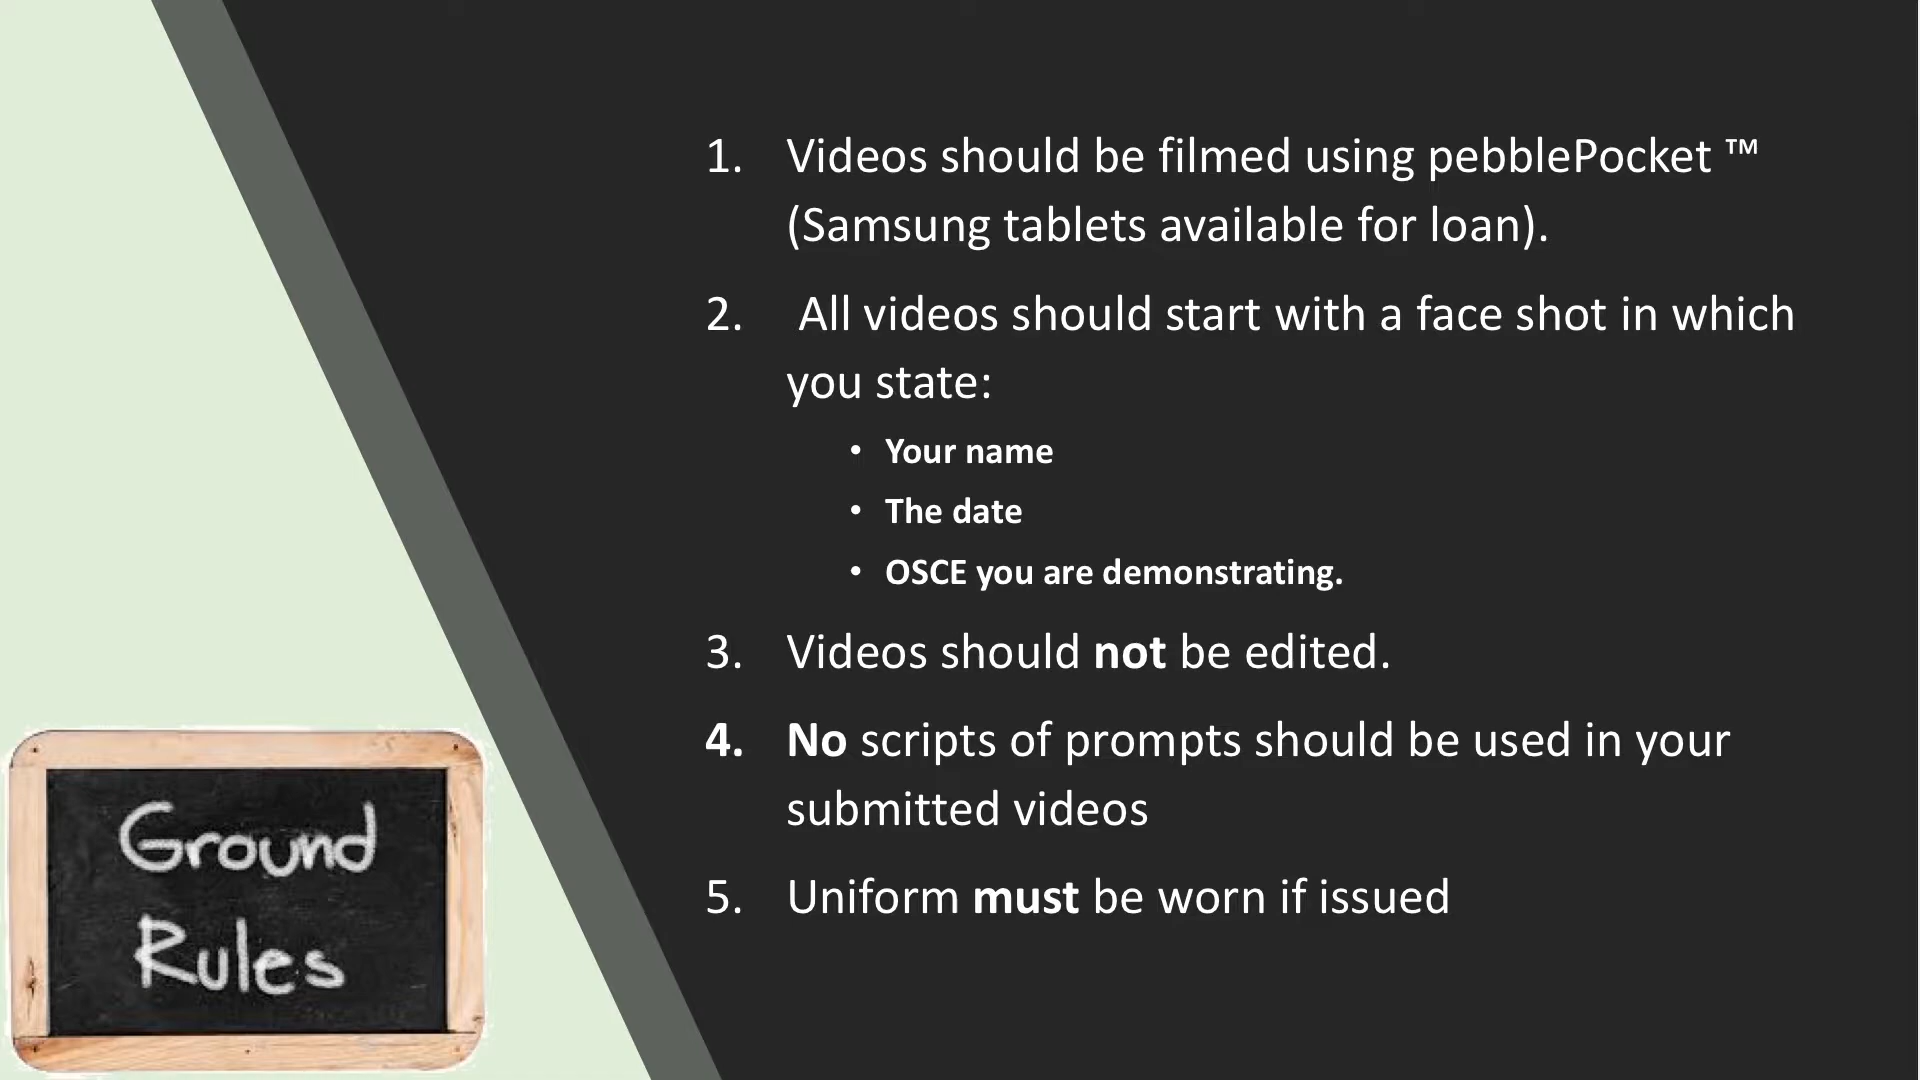 1. Videos should be filmed using pebblePocket ™
(Samsung tablets available for loan).
2. All videos should start with a face shot in which
you state:
• Your name
• The date
• OSCE you are demonstrating.
3. Videos should not be edited.
4. No scripts of prompts should be used in your
submitted videos
5. Uniform must be worn if issued
Ground
Rules